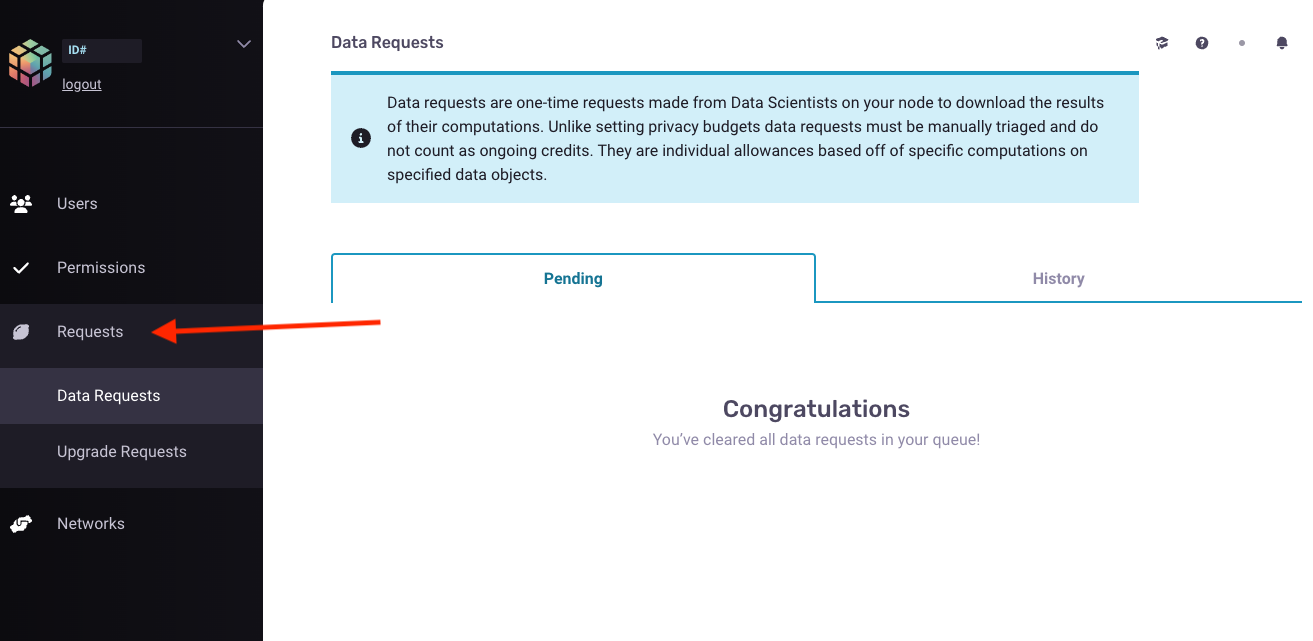 ID#
logout
Users
Permissions
Requests
Data Requests
Upgrade Requests
Networks
Data Requests
Data requests are one-time requests made from Data Scientists on your node to download the results
of their computations. Unlike setting privacy budgets data requests must be manually triaged and do
not count as ongoing credits. They are individual allowances based off of specific computations on
specified data objects.
Pending
History
Congratulations
You’ve cleared all data requests in your queue!